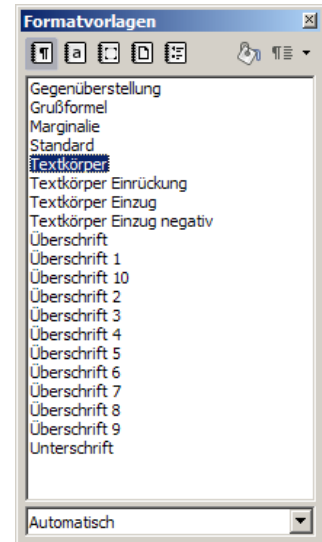 Formatvorlagen
Gegenüberstellung
Grußformel
Marginalie
Standard
Textkörper
Textkörper Einrückung
Textkörper Einzug
Textkörper Einzug negativ
Überschrift
Überschrift 1
Überschrift 10
Überschrift 2
Überschrift 3
Überschrift 4
Überschrift 5
Überschrift 6
Überschrift 7
Überschrift 8
Überschrift 9
Unterschrift
Automatisch